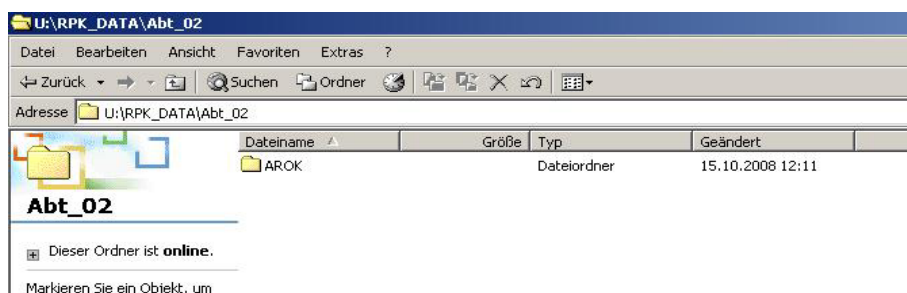 U:\RPK_DATA\Abt_02
Datei Bearbeiten Ansicht Favoriten Extras ?
Zurück Suchen Ordner
Adresse U:\RPK_DATA\Abt_02
Dateiname Größe Typ Geändert
AROK Dateiordner 15.10.2008 12:11
Abt_02
Dieser Ordner ist online.
Markieren Sie ein Objekt, um